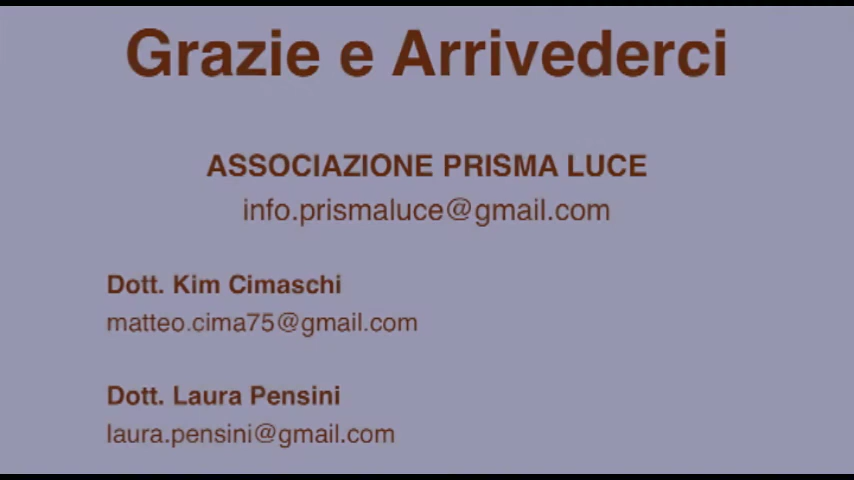 Grazie e Arrivederci
ASSOCIAZIONE PRISMA LUCE
info.prismaluce@gmail.com
Dott. Kim Cimaschi
matteo.cima75@gmail.com
Dott. Laura Pensini
laura.pensini@gmail.com